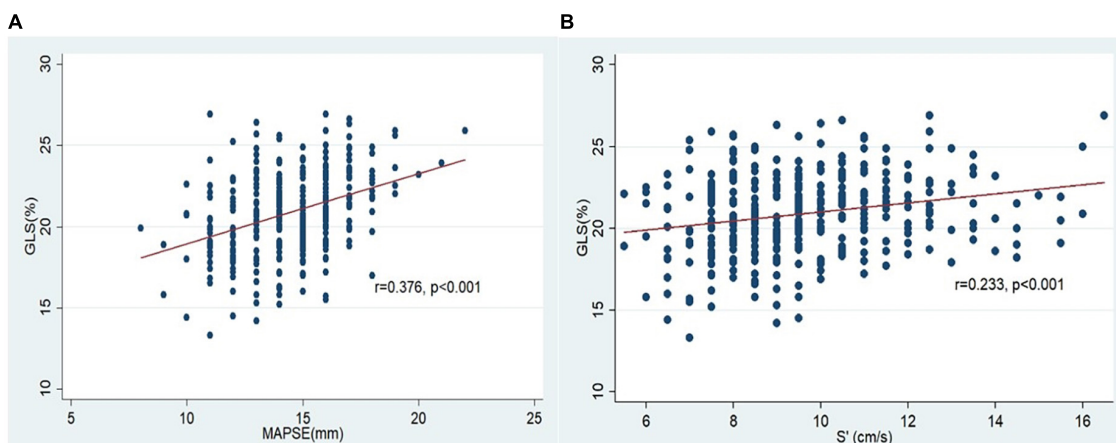 A
GLS(%)
30
25
20
15
10
r=0.376, p<0.001
5 10 15 20 25
MAPSE(mm)
B
GLS(%)
30
25
20
15
10
r=0.233, p<0.001
6 8 10 12 14 16
S' (cm/s)